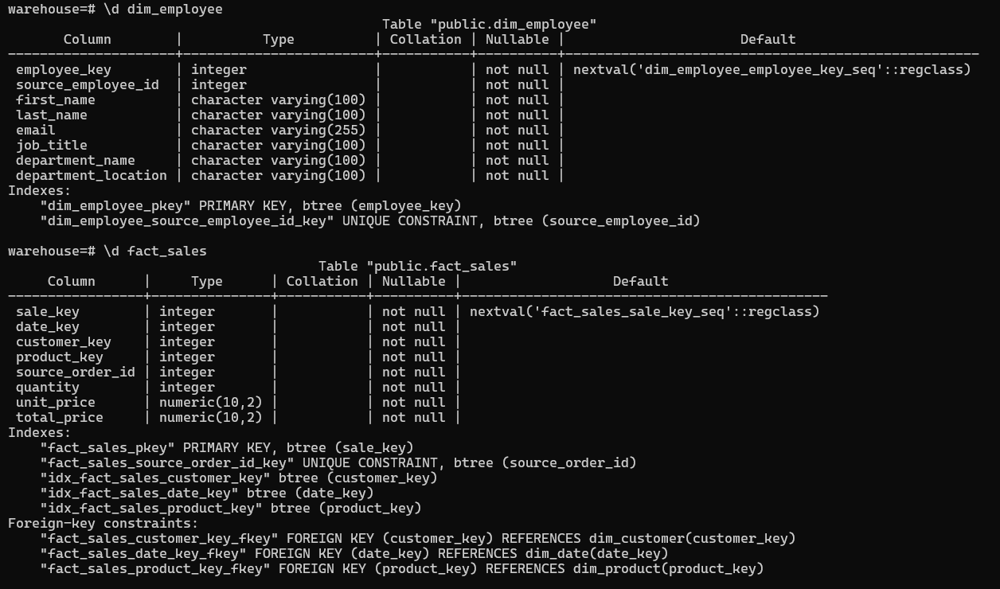 warehouse=# \d dim_employee
                                               Table "public.dim_employee"
       Column        |          Type          | Collation | Nullable |                      Default
---------------------+------------------------+-----------+----------+----------------------------------------------------
 employee_key        | integer                |           | not null | nextval('dim_employee_employee_key_seq'::regclass)
 source_employee_id  | integer                |           | not null |
 first_name          | character varying(100) |           | not null |
 last_name           | character varying(100) |           | not null |
 email               | character varying(255) |           | not null |
 job_title           | character varying(100) |           | not null |
 department_name     | character varying(100) |           | not null |
 department_location | character varying(100) |           | not null |
Indexes:
    "dim_employee_pkey" PRIMARY KEY, btree (employee_key)
    "dim_employee_source_employee_id_key" UNIQUE CONSTRAINT, btree (source_employee_id)

warehouse=# \d fact_sales
                                       Table "public.fact_sales"
     Column      |     Type      | Collation | Nullable |                   Default
-----------------+---------------+-----------+----------+----------------------------------------------
 sale_key        | integer       |           | not null | nextval('fact_sales_sale_key_seq'::regclass)
 date_key        | integer       |           | not null |
 customer_key    | integer       |           | not null |
 product_key     | integer       |           | not null |
 source_order_id | integer       |           | not null |
 quantity        | integer       |           | not null |
 unit_price      | numeric(10,2) |           | not null |
 total_price     | numeric(10,2) |           | not null |
Indexes:
    "fact_sales_pkey" PRIMARY KEY, btree (sale_key)
    "fact_sales_source_order_id_key" UNIQUE CONSTRAINT, btree (source_order_id)
    "idx_fact_sales_customer_key" btree (customer_key)
    "idx_fact_sales_date_key" btree (date_key)
    "idx_fact_sales_product_key" btree (product_key)
Foreign-key constraints:
    "fact_sales_customer_key_fkey" FOREIGN KEY (customer_key) REFERENCES dim_customer(customer_key)
    "fact_sales_date_key_fkey" FOREIGN KEY (date_key) REFERENCES dim_date(date_key)
    "fact_sales_product_key_fkey" FOREIGN KEY (product_key) REFERENCES dim_product(product_key)